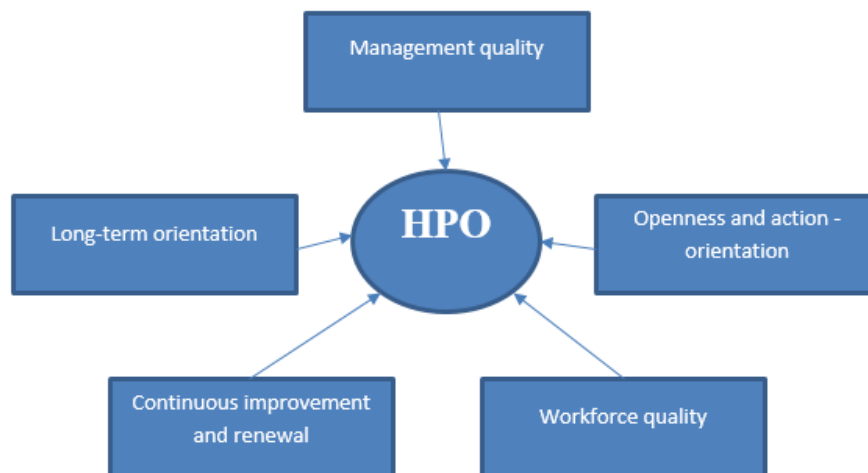 Management quality
Long-term orientation
HPO
Openness and action -
orientation
Continuous improvement
and renewal
Workforce quality